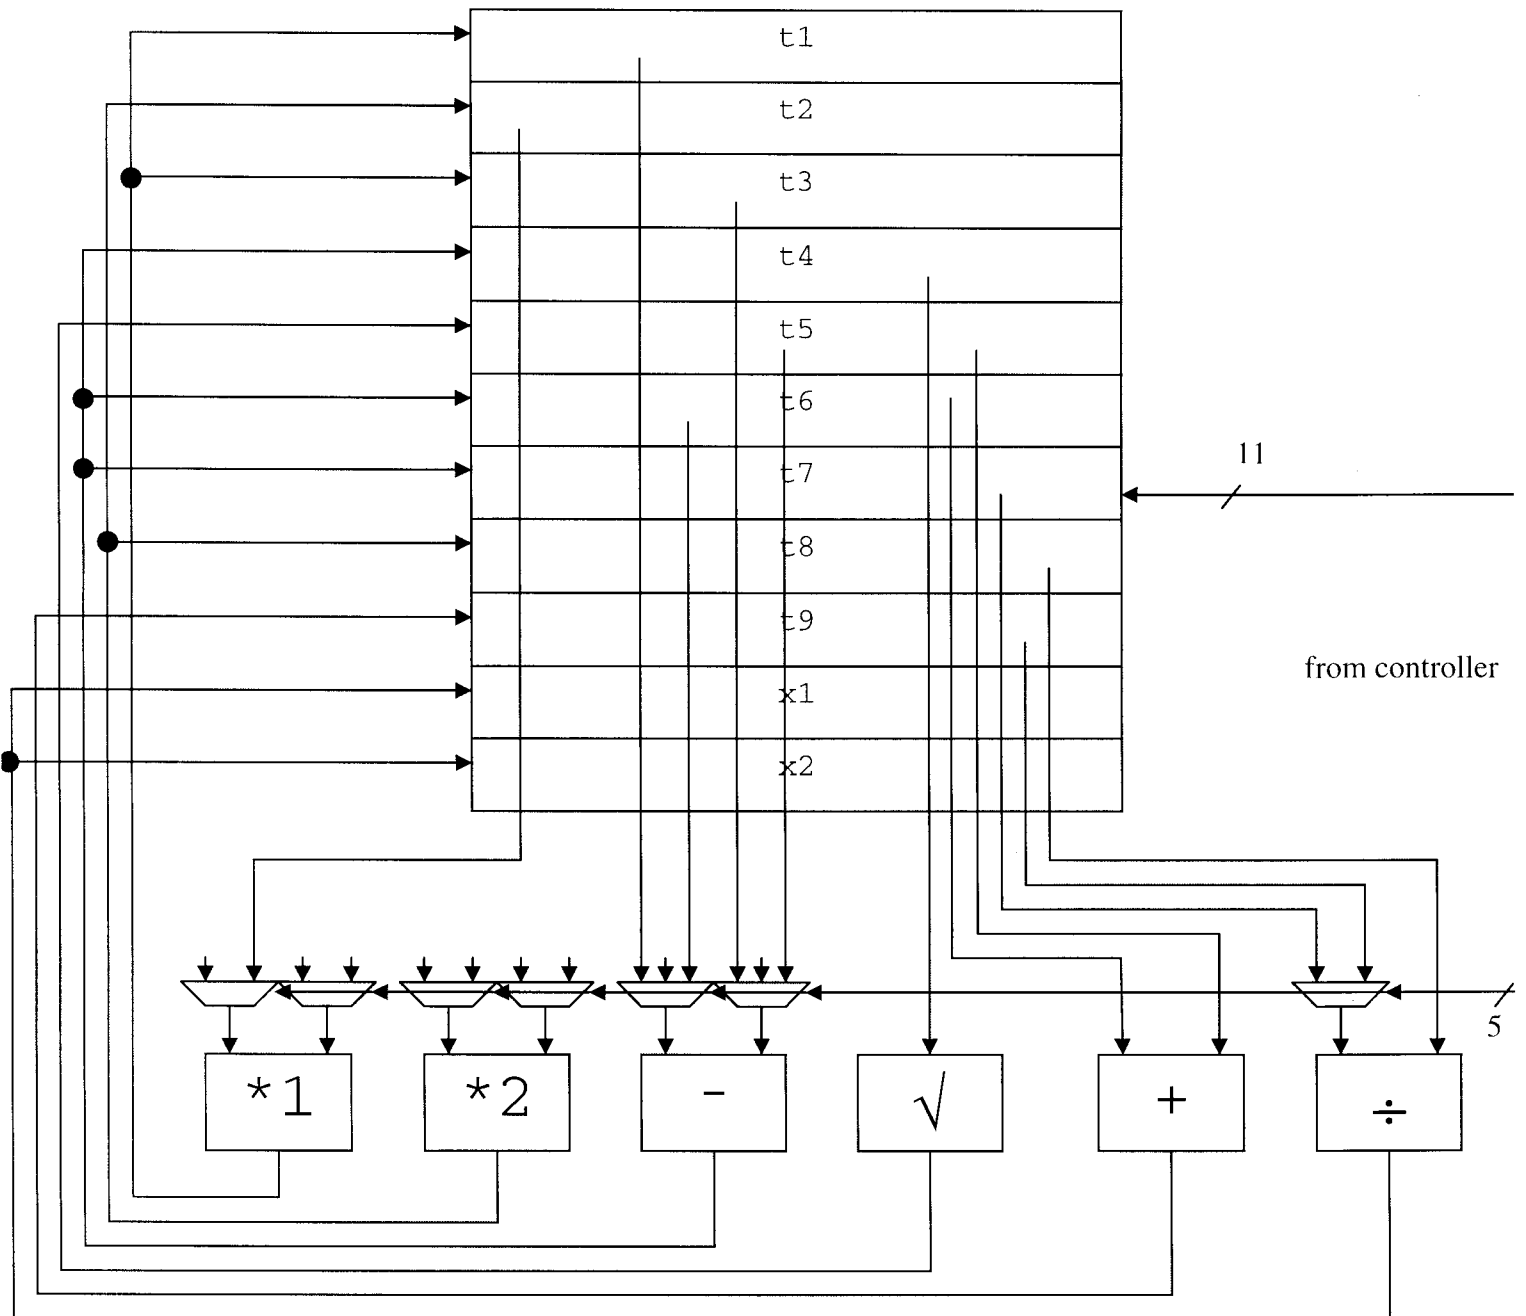 t1
t2
t3
t4
t5
t6
t7
t8
t9
x1
x2
11
from controller
5
*1
*2
-
√
+
÷